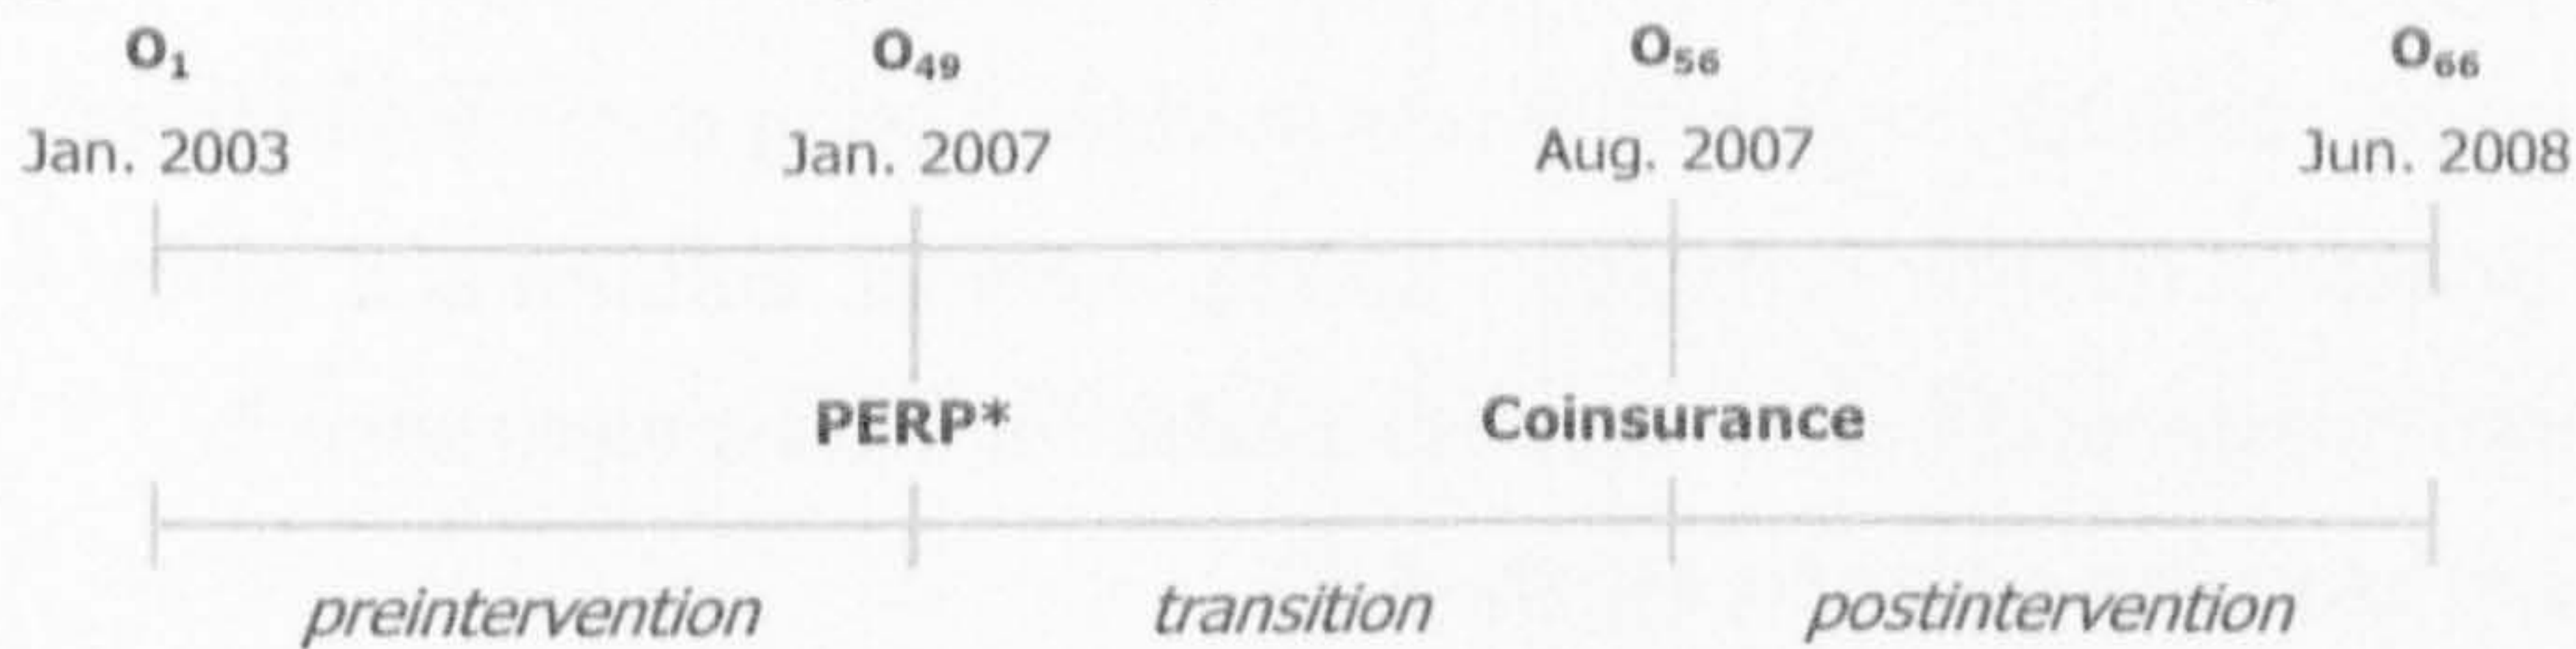 O₁ O₄₉ O₅₆ O₆₆
Jan. 2003 Jan. 2007 Aug. 2007 Jun. 2008
PERP* Coinsurance
preintervention transition postintervention